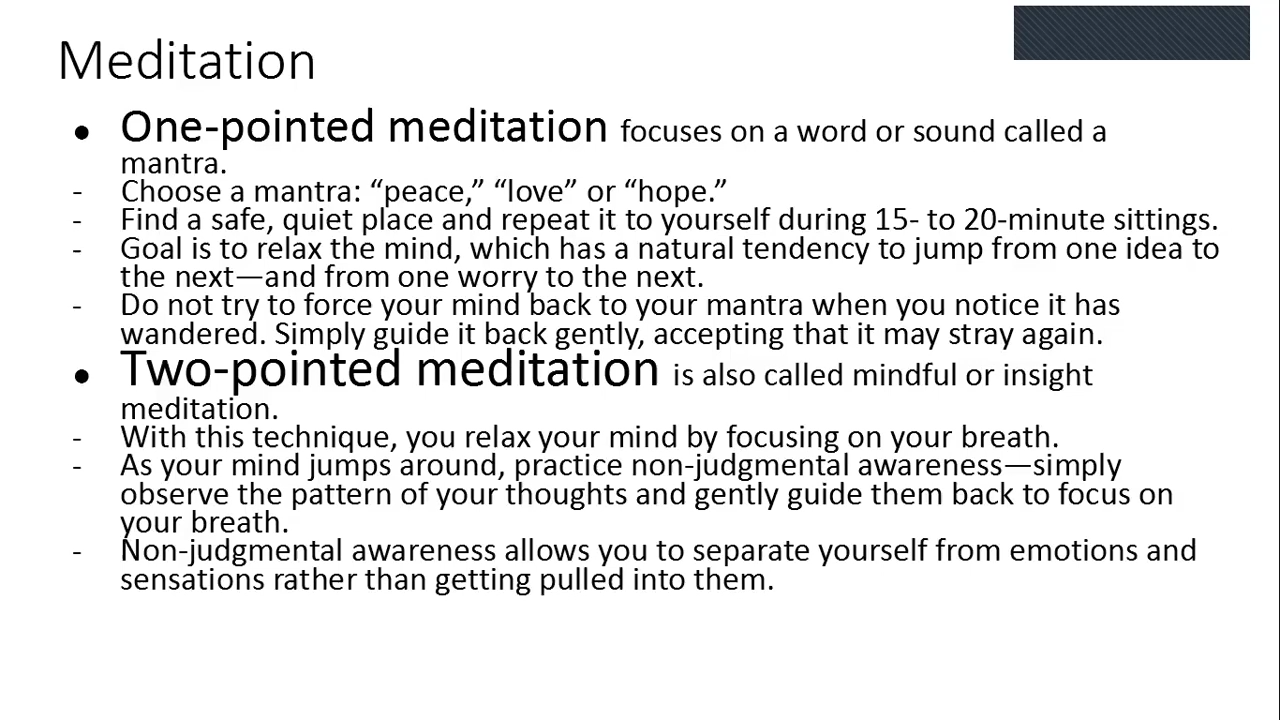 Meditation
● One-pointed meditation focuses on a word or sound called a
mantra.
- Choose a mantra: “peace,” “love” or “hope.”
- Find a safe, quiet place and repeat it to yourself during 15- to 20-minute sittings.
- Goal is to relax the mind, which has a natural tendency to jump from one idea to
the next—and from one worry to the next.
- Do not try to force your mind back to your mantra when you notice it has
wandered. Simply guide it back gently, accepting that it may stray again.
● Two-pointed meditation is also called mindful or insight
meditation.
- With this technique, you relax your mind by focusing on your breath.
- As your mind jumps around, practice non-judgmental awareness—simply
observe the pattern of your thoughts and gently guide them back to focus on
your breath.
- Non-judgmental awareness allows you to separate yourself from emotions and
sensations rather than getting pulled into them.